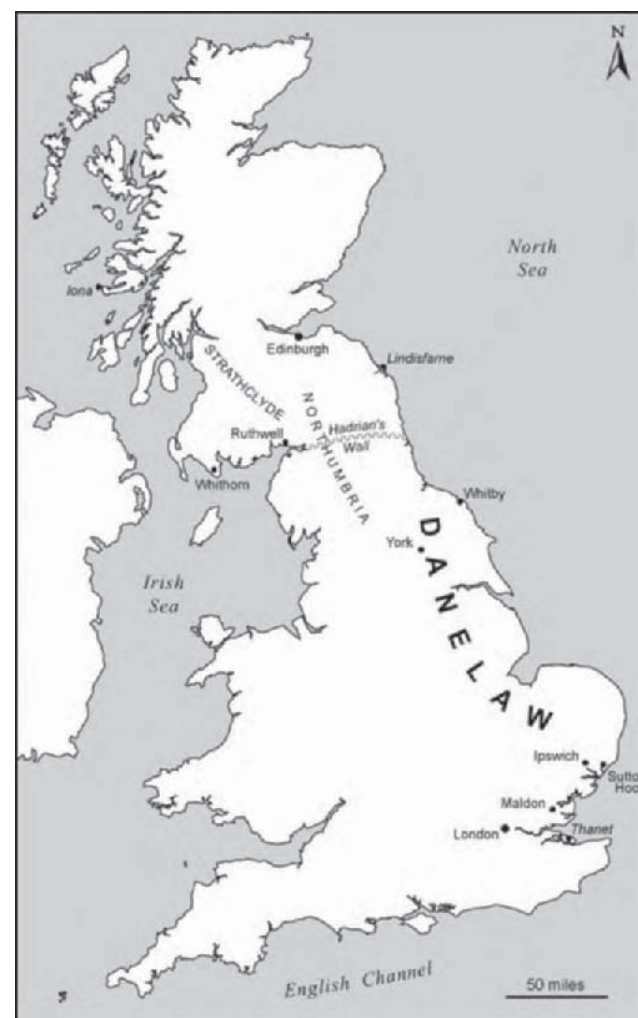 N
North
Sea
Iona
Edinburgh
Lindisfarne
STRATHCLYDE
NORTHUMBRIA
Ruthwell
Hadrian's
Wall
Whithorn
Whitby
DANELAW
York
Irish
Sea
Ipswich
Sutto
Hoo
Maldon
London
Thanet
English Channel
50 miles